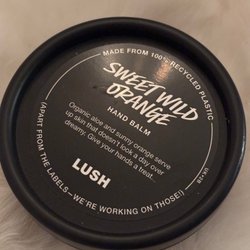 MADE FROM 100% RECYCLED PLASTIC
SWEET WILD
ORANGE
HAND BALM
Organic aloe and sunny orange serve
up skin that doesn't look a day over
dreamy. Give your hands a treat.
LUSH
(APART FROM THE LABELS—WE'RE WORKING ON THOSE!)